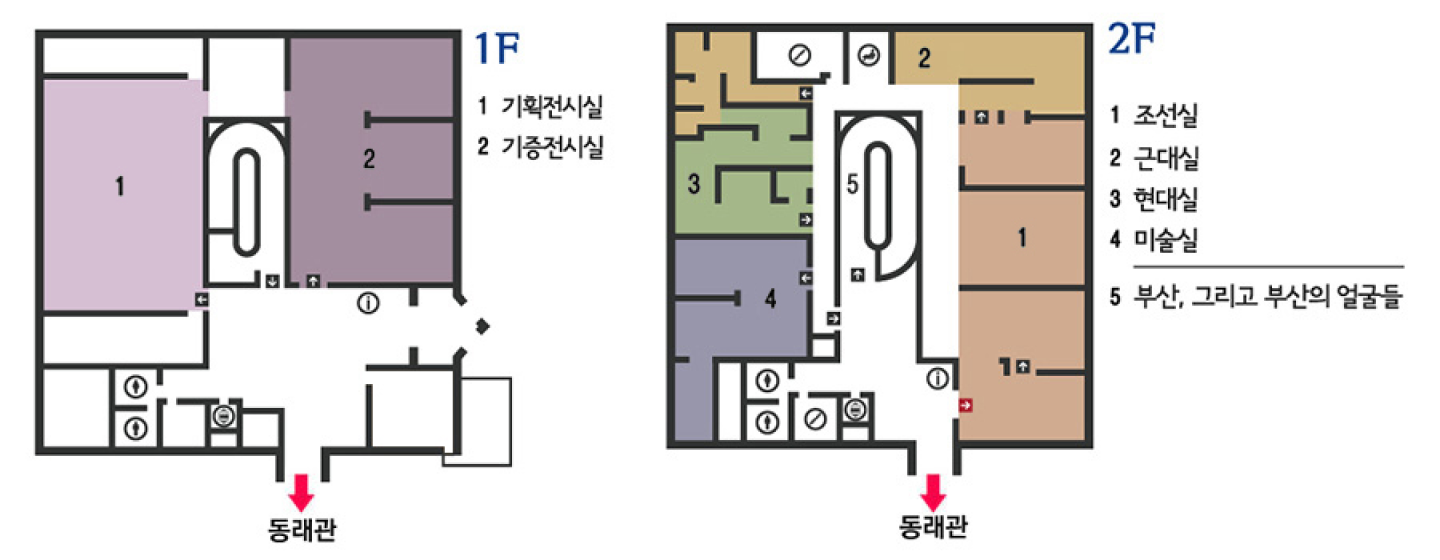 1F
1 기획전시실
2 기증전시실
1
2
동래관
2F
1 조선실
2 근대실
3 현대실
4 미술실
5 부산, 그리고 부산의 얼굴들
2
3
5
1
4
동래관